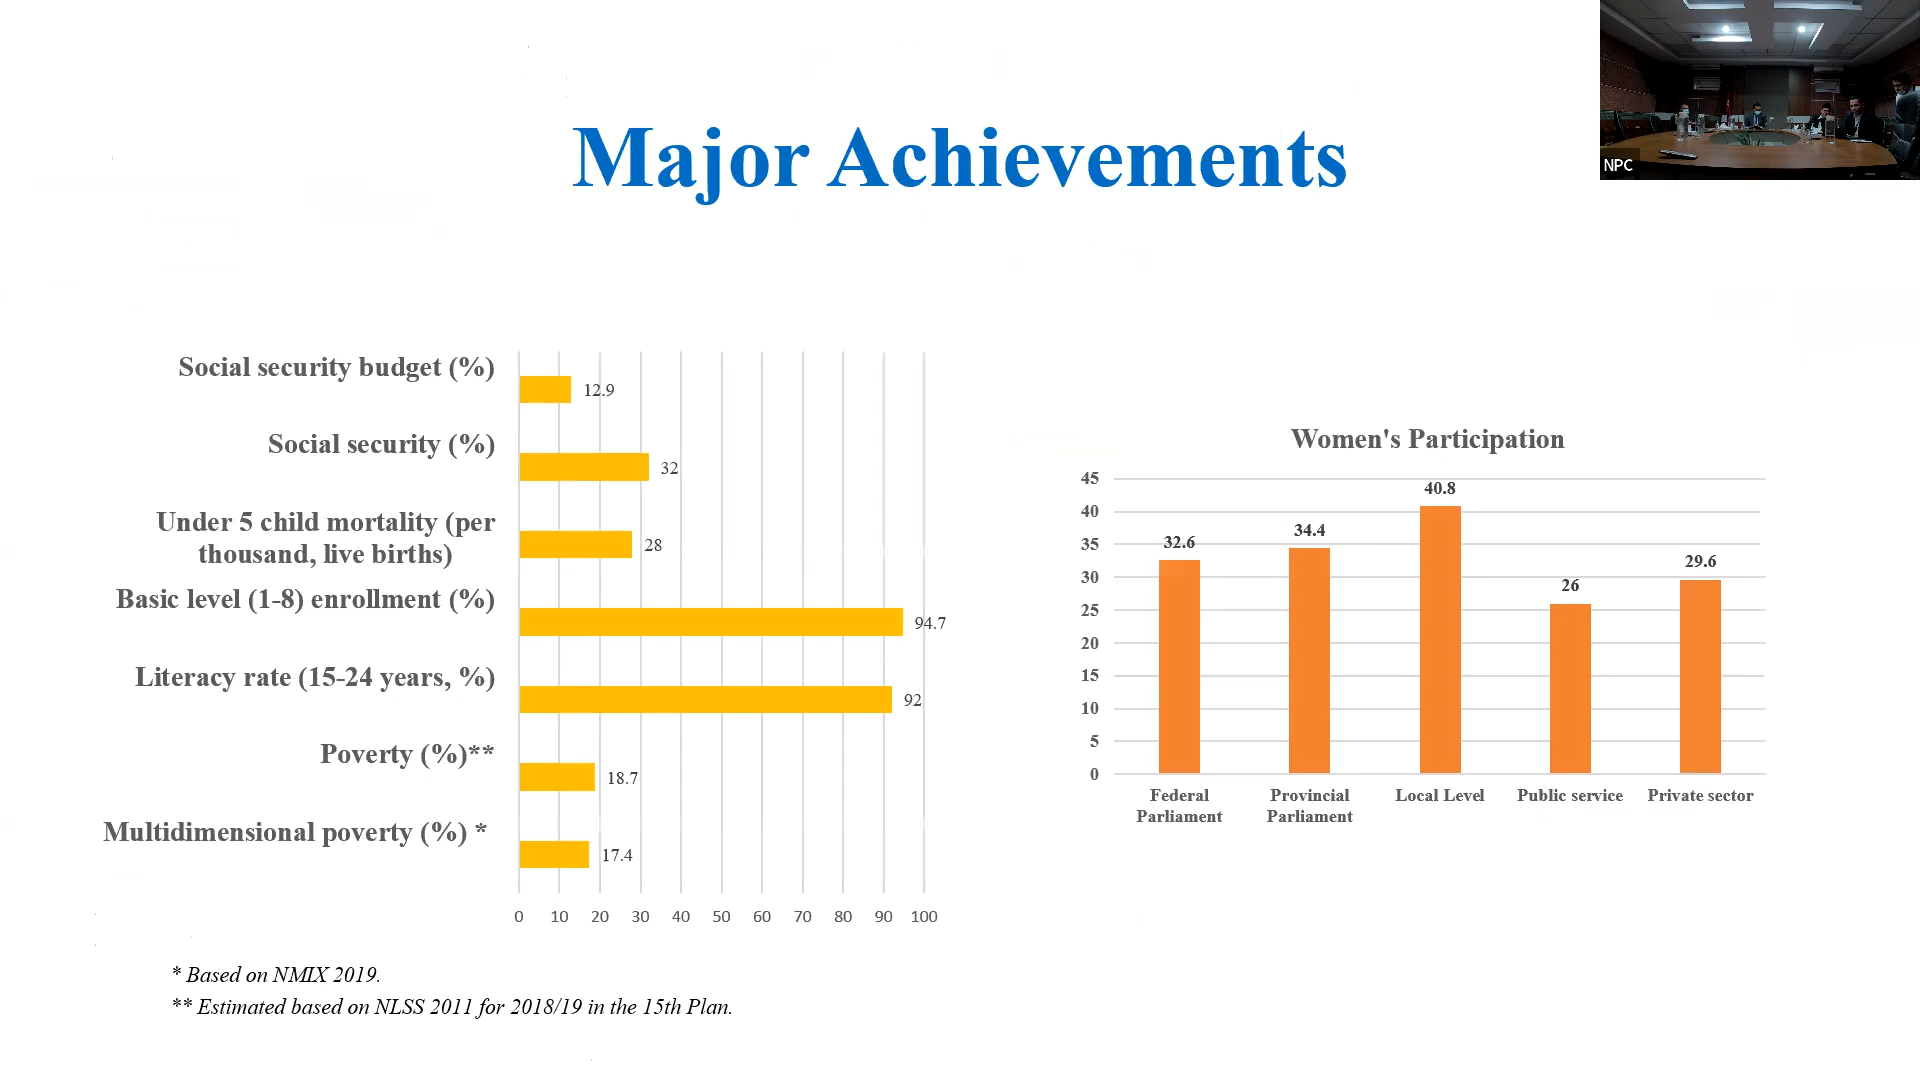 Major Achievements
NPC
Social security budget (%)
12.9
Social security (%)
32
Under 5 child mortality (per
thousand, live births)
28
Basic level (1-8) enrollment (%)
94.7
Literacy rate (15-24 years, %)
92
Poverty (%)**
18.7
Multidimensional poverty (%) *
17.4
0 10 20 30 40 50 60 70 80 90 100
* Based on NMIX 2019.
** Estimated based on NLSS 2011 for 2018/19 in the 15th Plan.
Women's Participation
45
40
35
30
25
20
15
10
5
0
32.6
34.4
40.8
26
29.6
Federal
Parliament
Provincial
Parliament
Local Level
Public service
Private sector